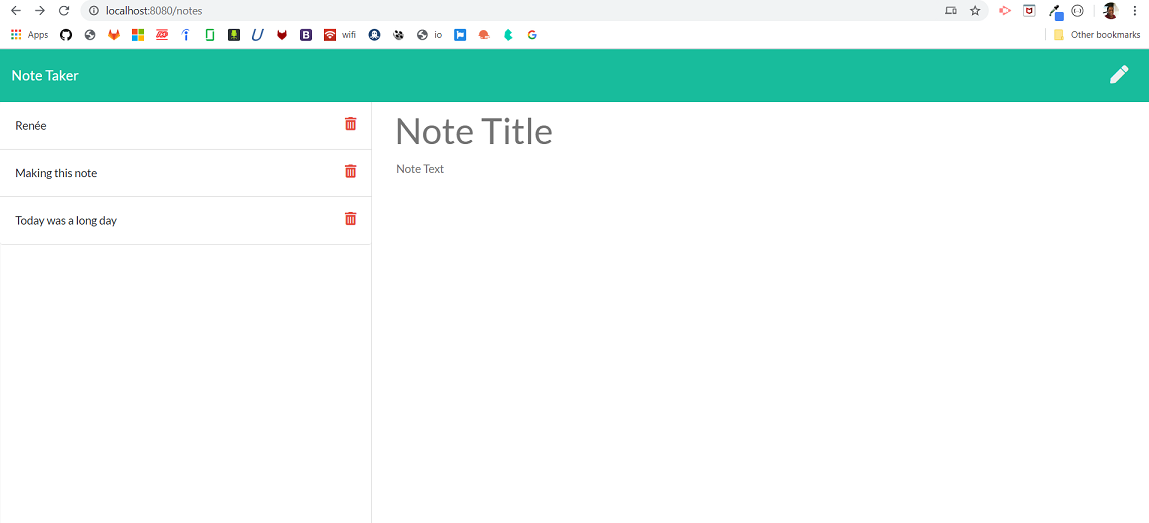 localhost:8080/notes
Apps
wifi
io
Other bookmarks
Note Taker
Renée
Note Title
Making this note
Note Text
Today was a long day